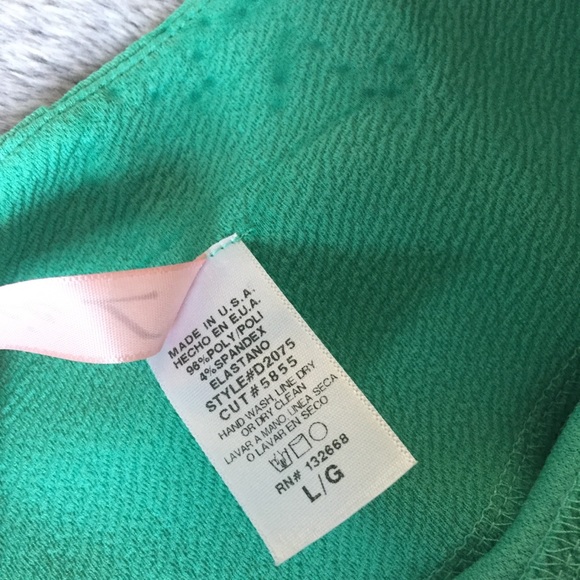 MADE IN U.S.A.
HECHO EN E.U.A.
96%POLY/POLI
4%SPANDEX
ELASTANO
STYLE#D2075
CUT#5855
HAND WASH, LINE DRY
OR DRY CLEAN
LAVAR A MANO, LINEA SECA
O LAVAR EN SECO
RN# 132668
L/G